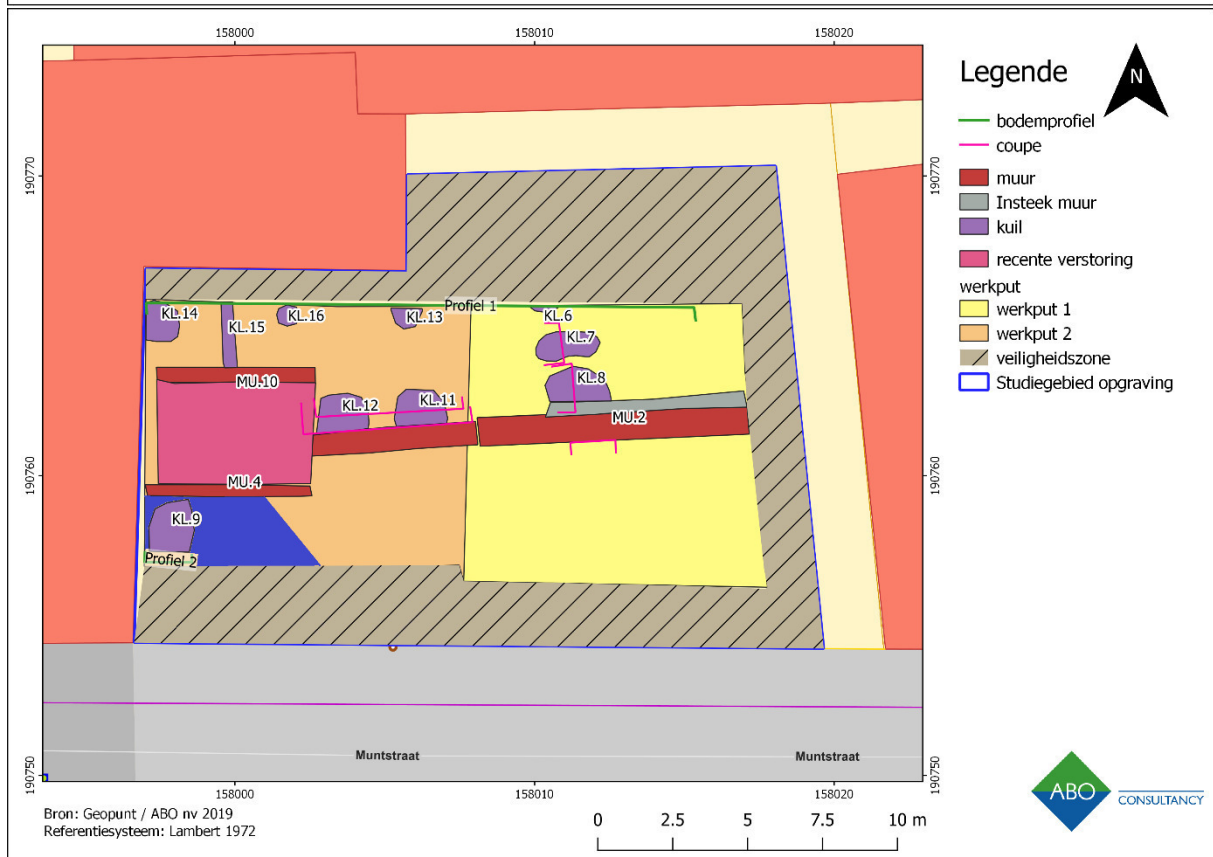 158000 158010 158020
Legende
N
bodemprofiel
coupe
muur
Insteek muur
kuil
recente verstoring
werkput
werkput 1
werkput 2
veiligheidszone
Studiegebied opgraving
190770 190770
Profiel 1
KL.14
KL.15
KL.16
KL.13
KL.6
KL.7
KL.8
MU.10
KL.12
KL.11
MU.2
190760 190760
MU.4
KL.9
Profiel 2
Muntstraat Muntstraat
190750 190750
158000 158010 158020
Bron: Geopunt / ABO nv 2019
Referentiesysteem: Lambert 1972
0 2.5 5 7.5 10 m
ABO CONSULTANCY